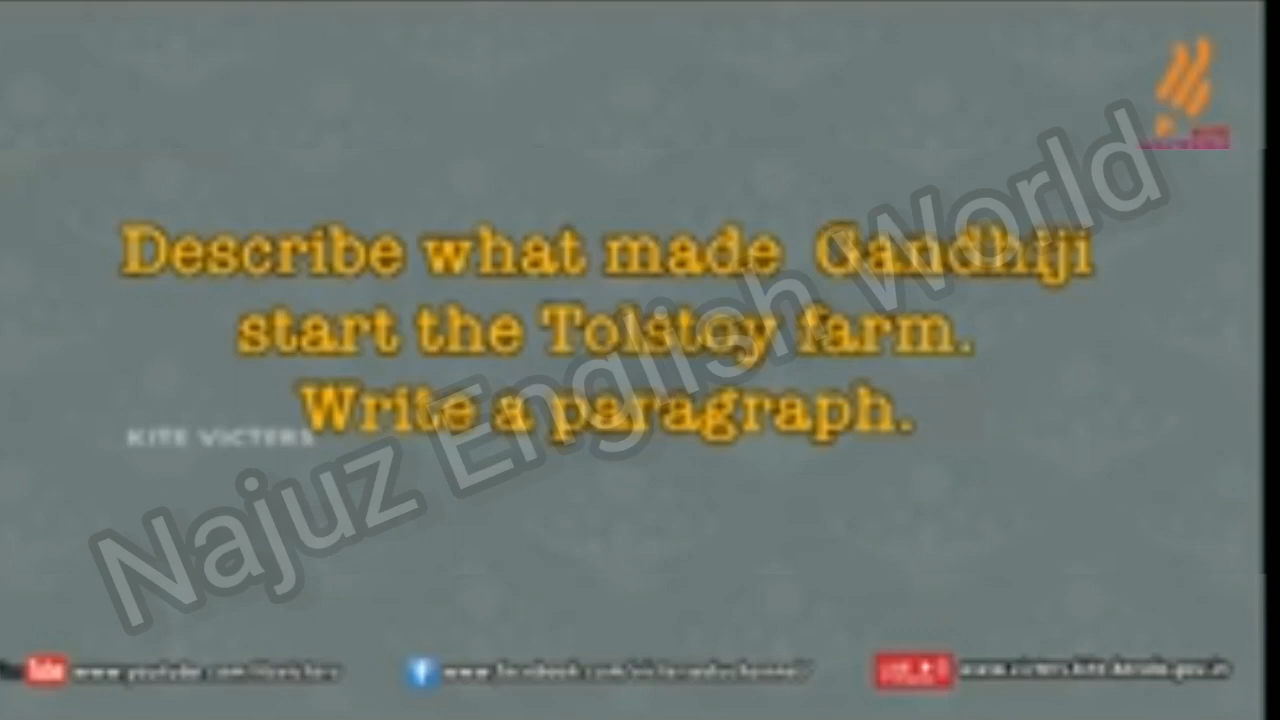 Describe what made Gandhiji
start the Tolstoy farm.
Write a paragraph.
KITE VICTERS
Najuz English World